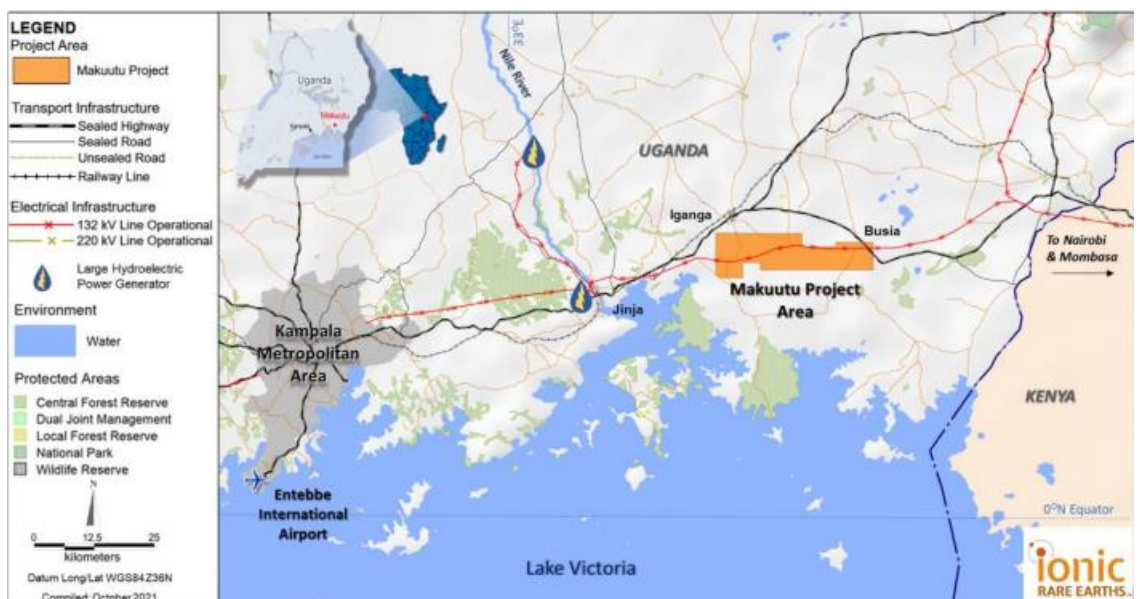 LEGEND
Project Area
Makuutu Project
Transport Infrastructure
Sealed Highway
Sealed Road
Unsealed Road
Railway Line
Electrical Infrastructure
132 kV Line Operational
220 kV Line Operational
Large Hydroelectric
Power Generator
Environment
Water
Protected Areas
Central Forest Reserve
Dual Joint Management
Local Forest Reserve
National Park
Wildlife Reserve
N
0
12.5
25
kilometers
Datum Long/Lat WGS84 Z36N
Compiled: October 2021
Uganda
Makuutu
33°E
Nile River
UGANDA
Iganga
Busia
To Nairobi
& Mombasa
Jinja
Makuutu Project
Area
Kampala
Metropolitan
Area
KENYA
Entebbe
International
Airport
0°N Equator
Lake Victoria
ionic
RARE EARTHS